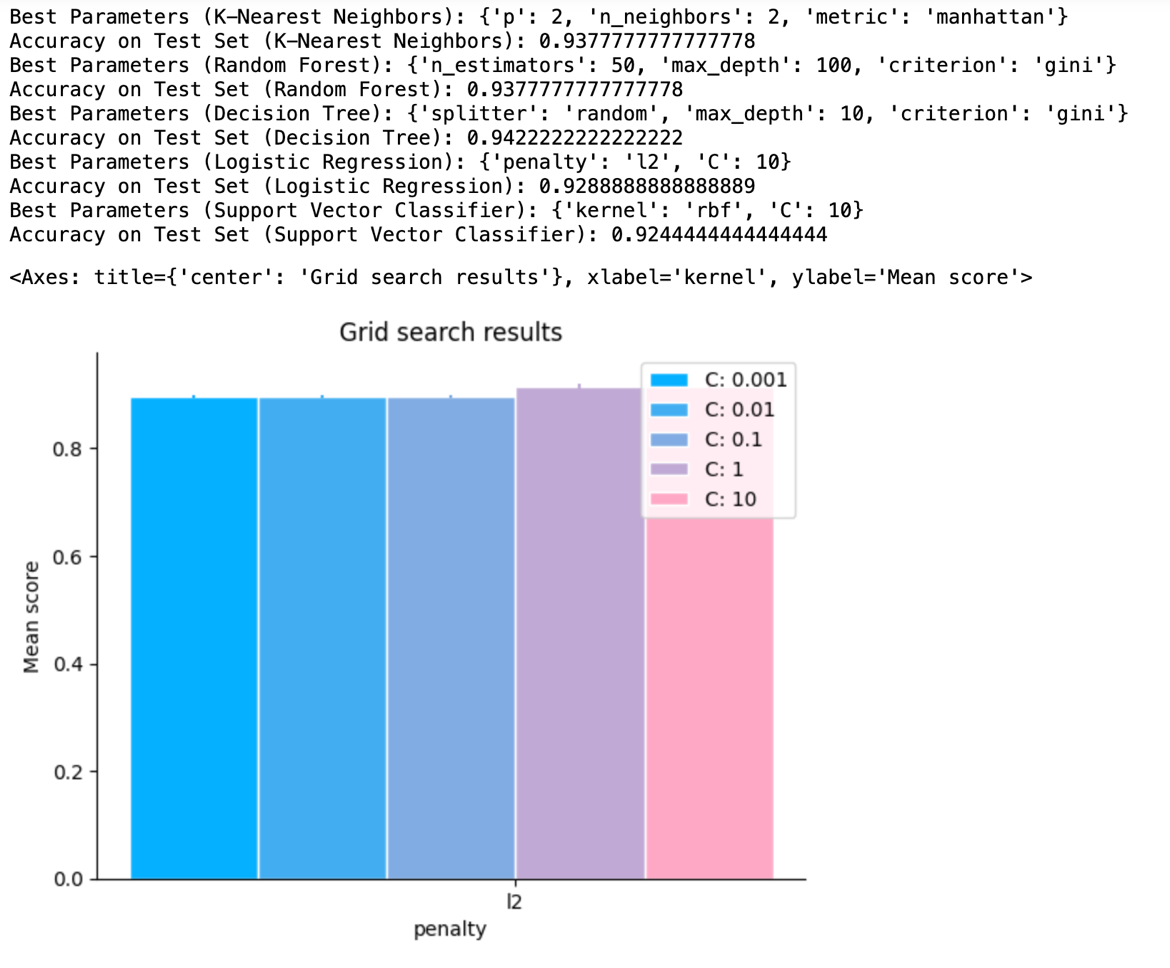 Best Parameters (K-Nearest Neighbors): {'p': 2, 'n_neighbors': 2, 'metric': 'manhattan'}
Accuracy on Test Set (K-Nearest Neighbors): 0.9377777777777778
Best Parameters (Random Forest): {'n_estimators': 50, 'max_depth': 100, 'criterion': 'gini'}
Accuracy on Test Set (Random Forest): 0.9377777777777778
Best Parameters (Decision Tree): {'splitter': 'random', 'max_depth': 10, 'criterion': 'gini'}
Accuracy on Test Set (Decision Tree): 0.9422222222222222
Best Parameters (Logistic Regression): {'penalty': 'l2', 'C': 10}
Accuracy on Test Set (Logistic Regression): 0.9288888888888889
Best Parameters (Support Vector Classifier): {'kernel': 'rbf', 'C': 10}
Accuracy on Test Set (Support Vector Classifier): 0.9244444444444444
<Axes: title={'center': 'Grid search results'}, xlabel='kernel', ylabel='Mean score'>
Grid search results
C: 0.001
C: 0.01
C: 0.1
C: 1
C: 10
0.8
0.6
0.4
0.2
0.0
Mean score
l2
penalty